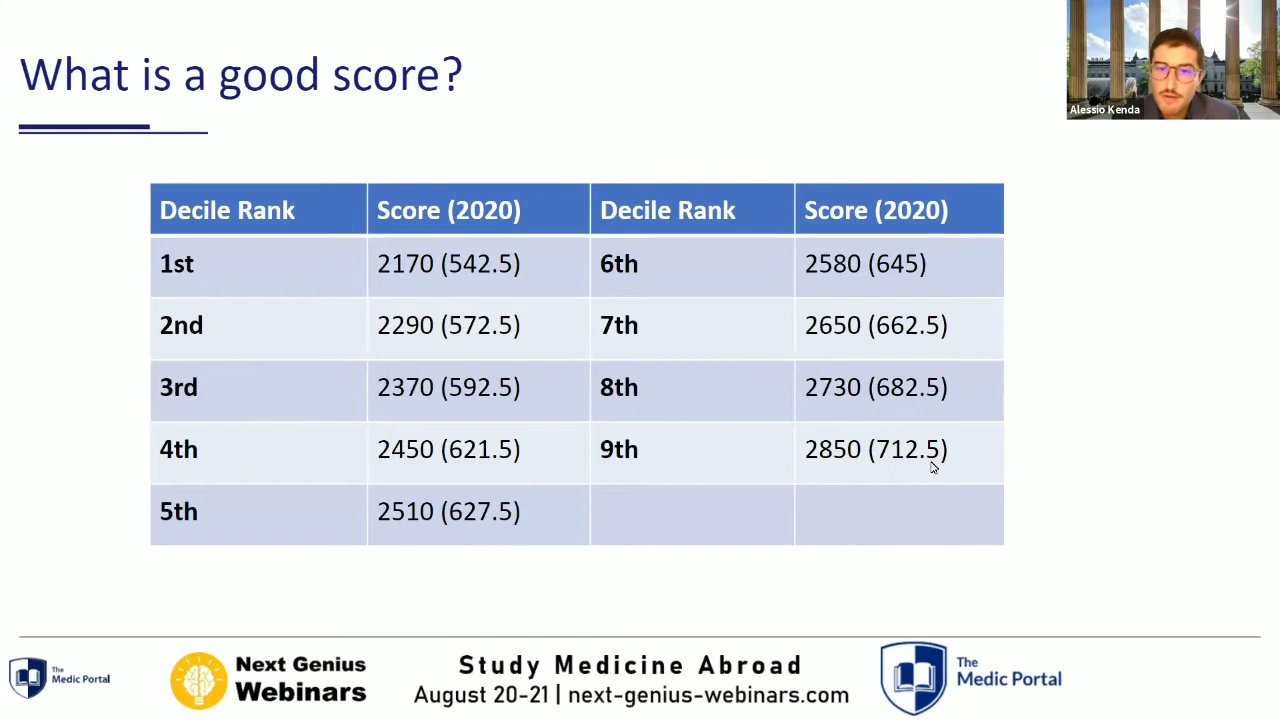 What is a good score?
Alessio Kenda
Decile Rank Score (2020) Decile Rank Score (2020)
1st 2170 (542.5) 6th 2580 (645)
2nd 2290 (572.5) 7th 2650 (662.5)
3rd 2370 (592.5) 8th 2730 (682.5)
4th 2450 (621.5) 9th 2850 (712.5)
5th 2510 (627.5)
The
Medic Portal
Next Genius
Webinars
Study Medicine Abroad
August 20-21 | next-genius-webinars.com
The
Medic Portal